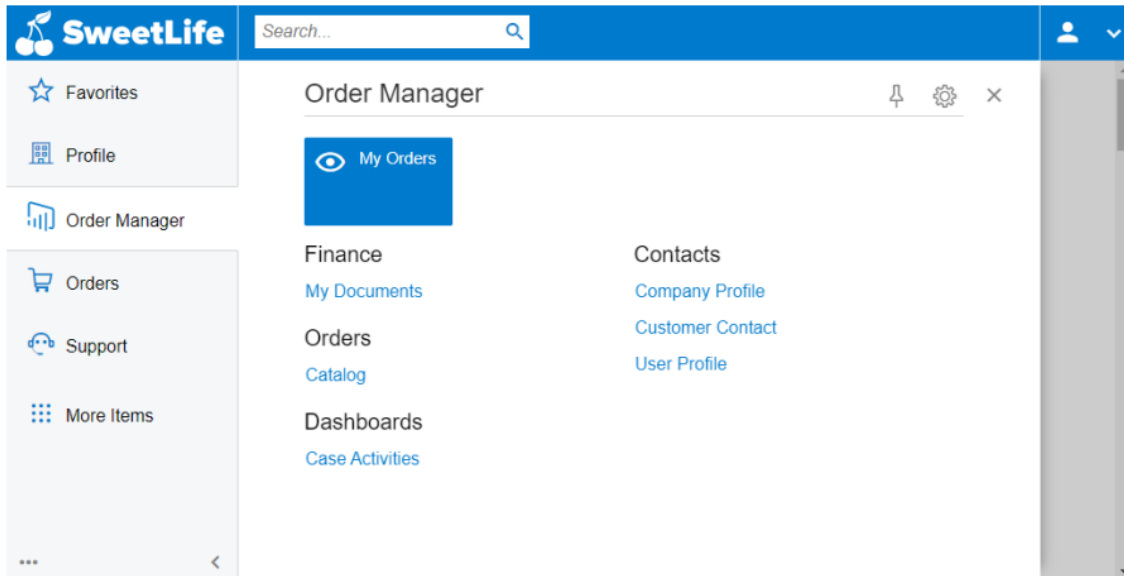 SweetLife
Search...
Favorites
Profile
Order Manager
Orders
Support
More Items
Order Manager
My Orders
Finance
My Documents
Orders
Catalog
Dashboards
Case Activities
Contacts
Company Profile
Customer Contact
User Profile